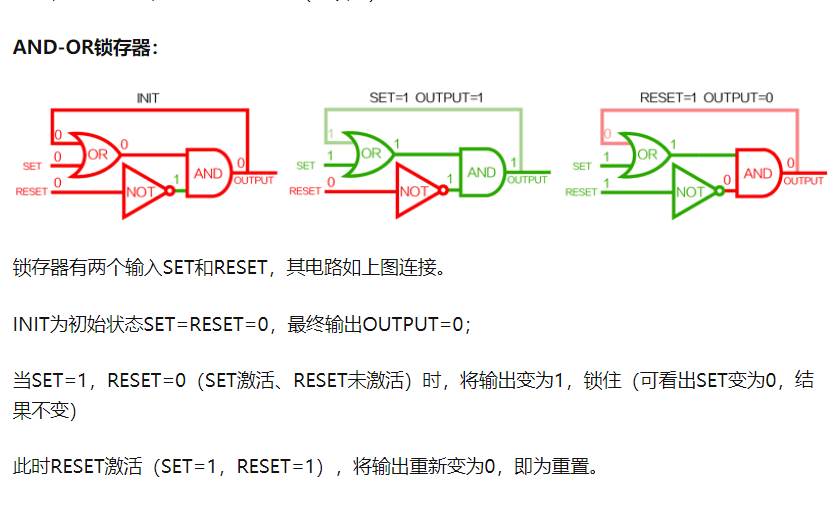 AND-OR锁存器：
INIT
0
0
0
0
OR
SET
RESET
NOT
1
AND
0
OUTPUT
SET=1 OUTPUT=1
1
1
1
OR
SET
RESET
0
NOT
1
AND
1
OUTPUT
RESET=1 OUTPUT=0
0
1
1
OR
SET
RESET
1
NOT
0
AND
0
OUTPUT
锁存器有两个输入SET和RESET，其电路如上图连接。
INIT为初始状态SET=RESET=0，最终输出OUTPUT=0；
当SET=1，RESET=0（SET激活、RESET未激活）时，将输出变为1，锁住（可看出SET变为0，结
果不变）
此时RESET激活（SET=1，RESET=1），将输出重新变为0，即为重置。